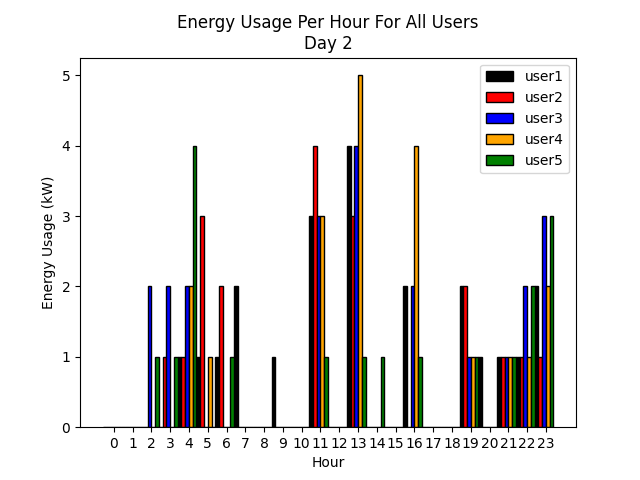 Energy Usage Per Hour For All Users
Day 2
user1
user2
user3
user4
user5
Energy Usage (kW)
5
4
3
2
1
0
0 1 2 3 4 5 6 7 8 9 10 11 12 13 14 15 16 17 18 19 20 21 22 23
Hour